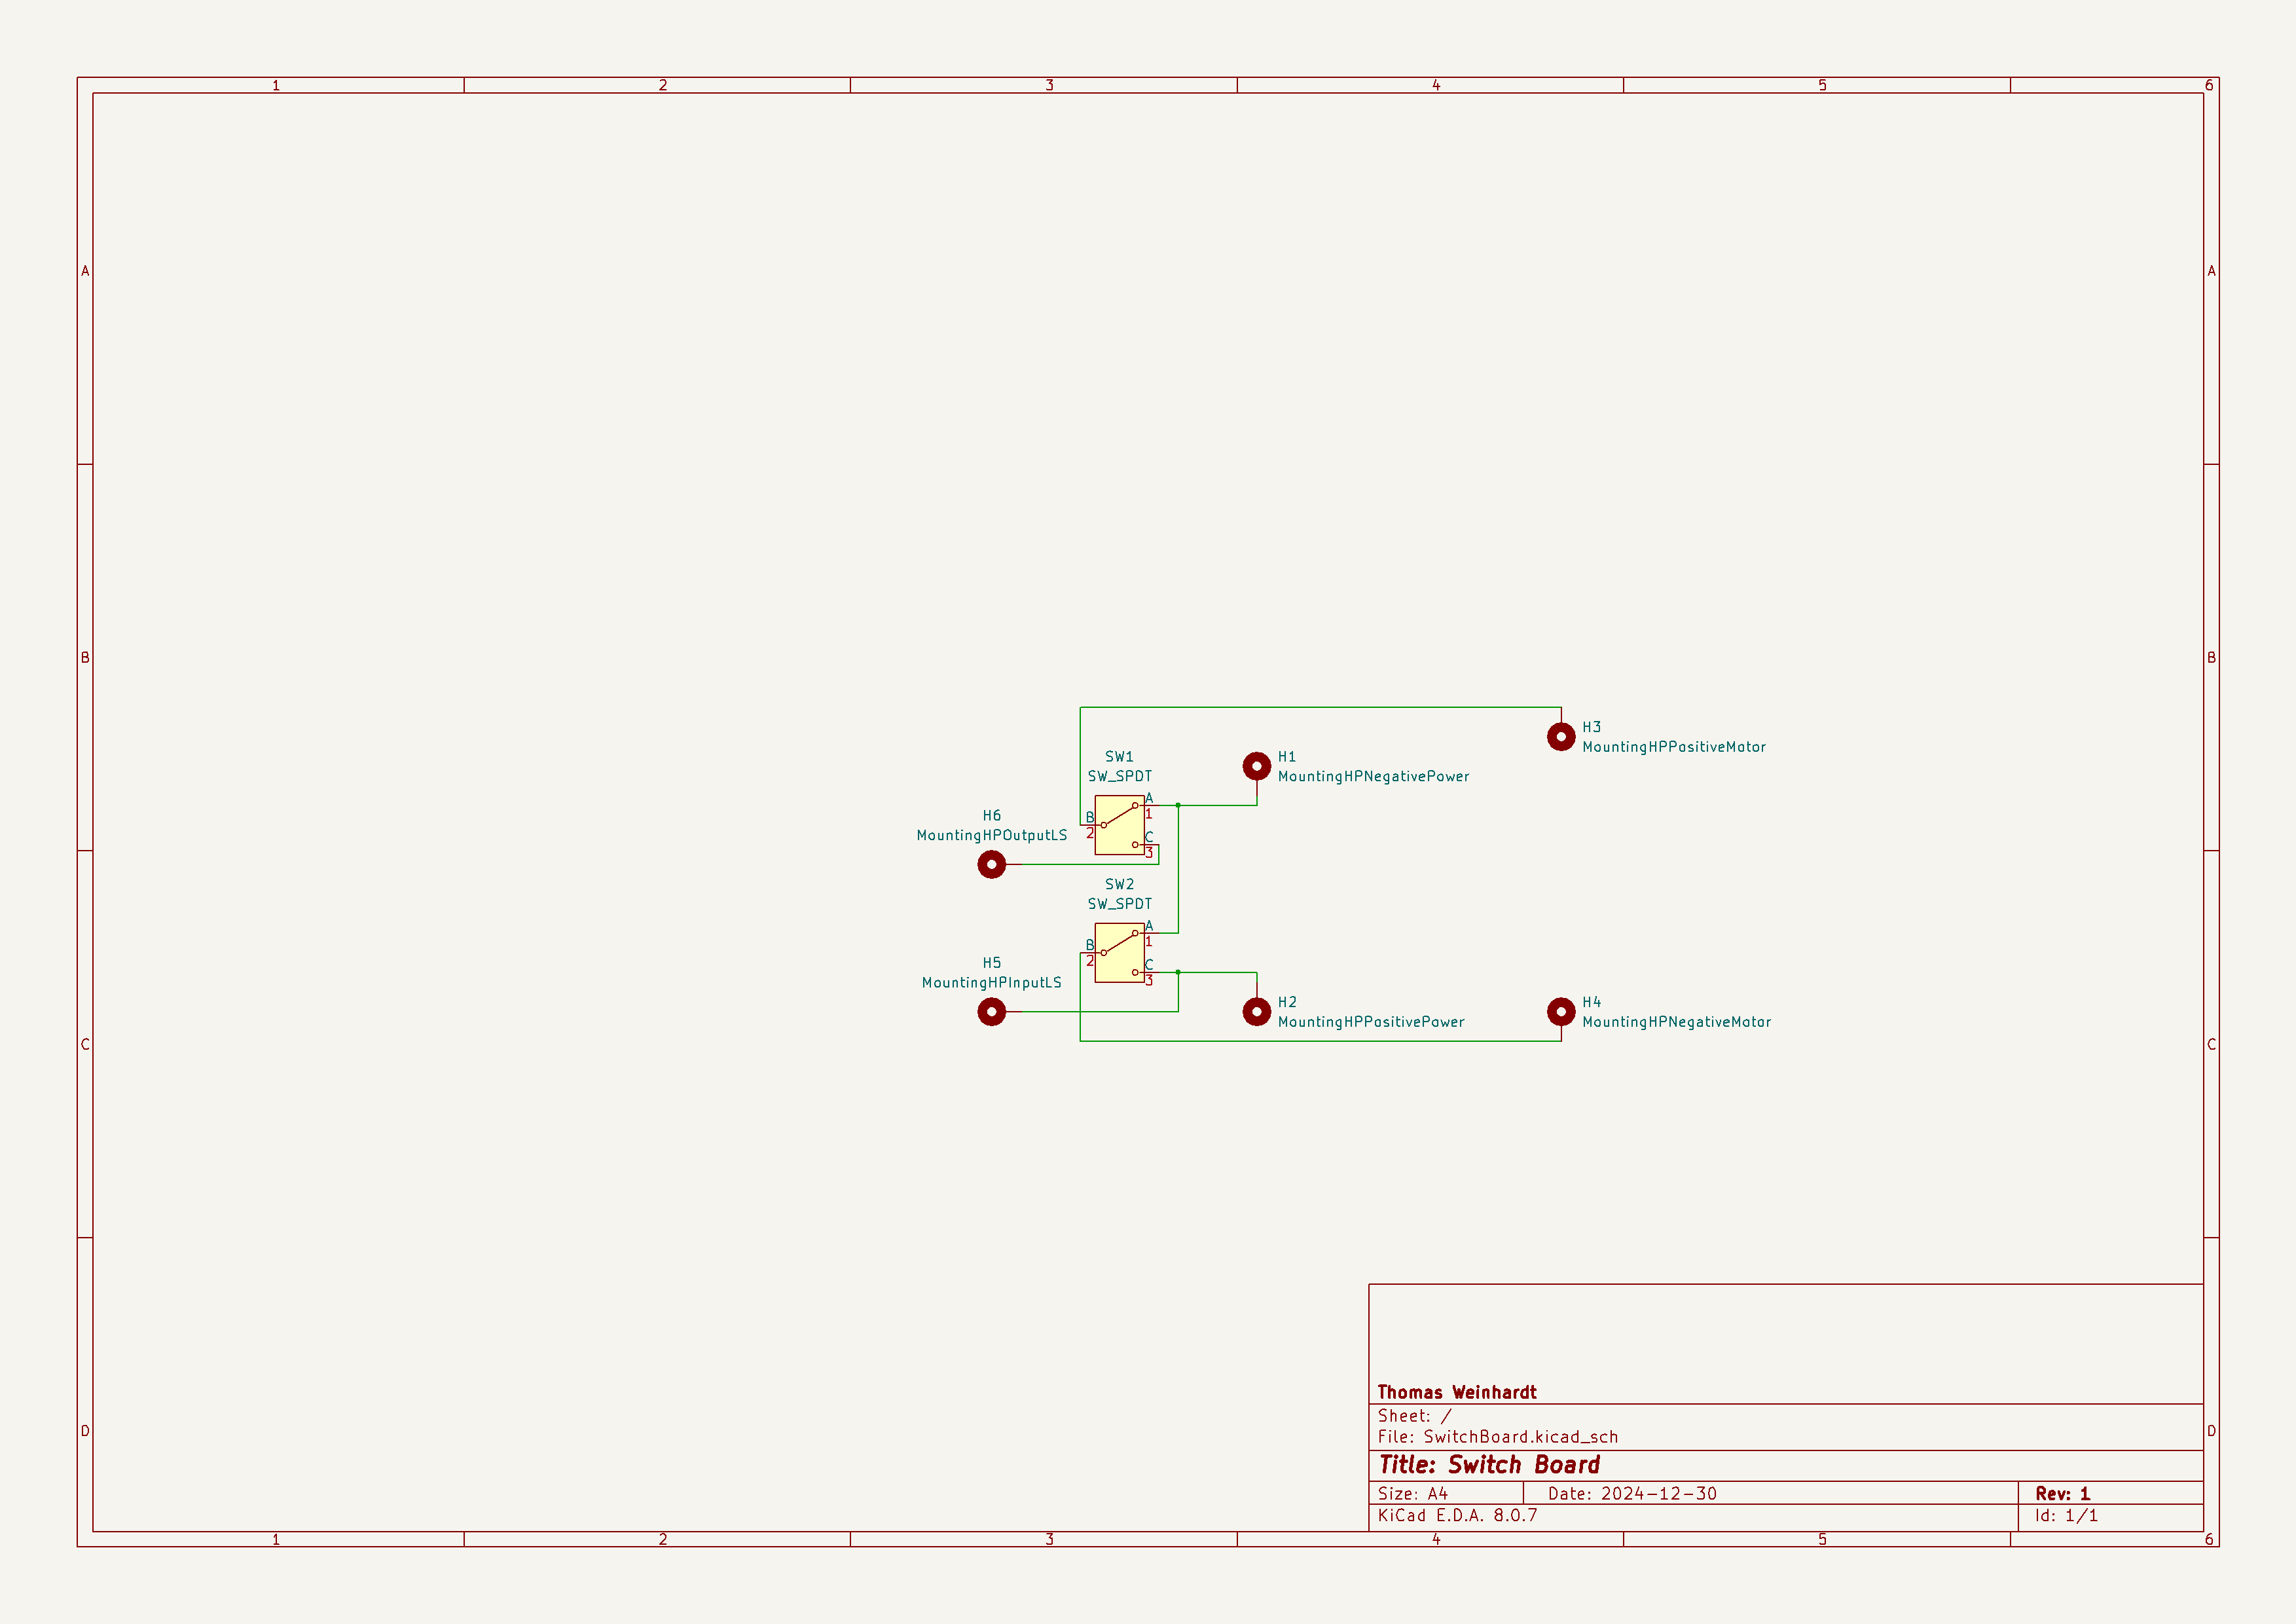 1 2 3 4 5 6
A A
B B
H3
MountingHPPositiveMotor
SW1
SW_SPDT
H1
MountingHPNegativePower
A
1
B
2
C
3
H6
MountingHPOutputLS
SW2
SW_SPDT
A
1
B
2
C
3
H5
MountingHPInputLS
H2
MountingHPPositivePower
H4
MountingHPNegativeMotor
C C
Thomas Weinhardt
Sheet: /
File: SwitchBoard.kicad_sch
D D
Title: Switch Board
Size: A4 Date: 2024-12-30 Rev: 1
KiCad E.D.A. 8.0.7 Id: 1/1
1 2 3 4 5 6